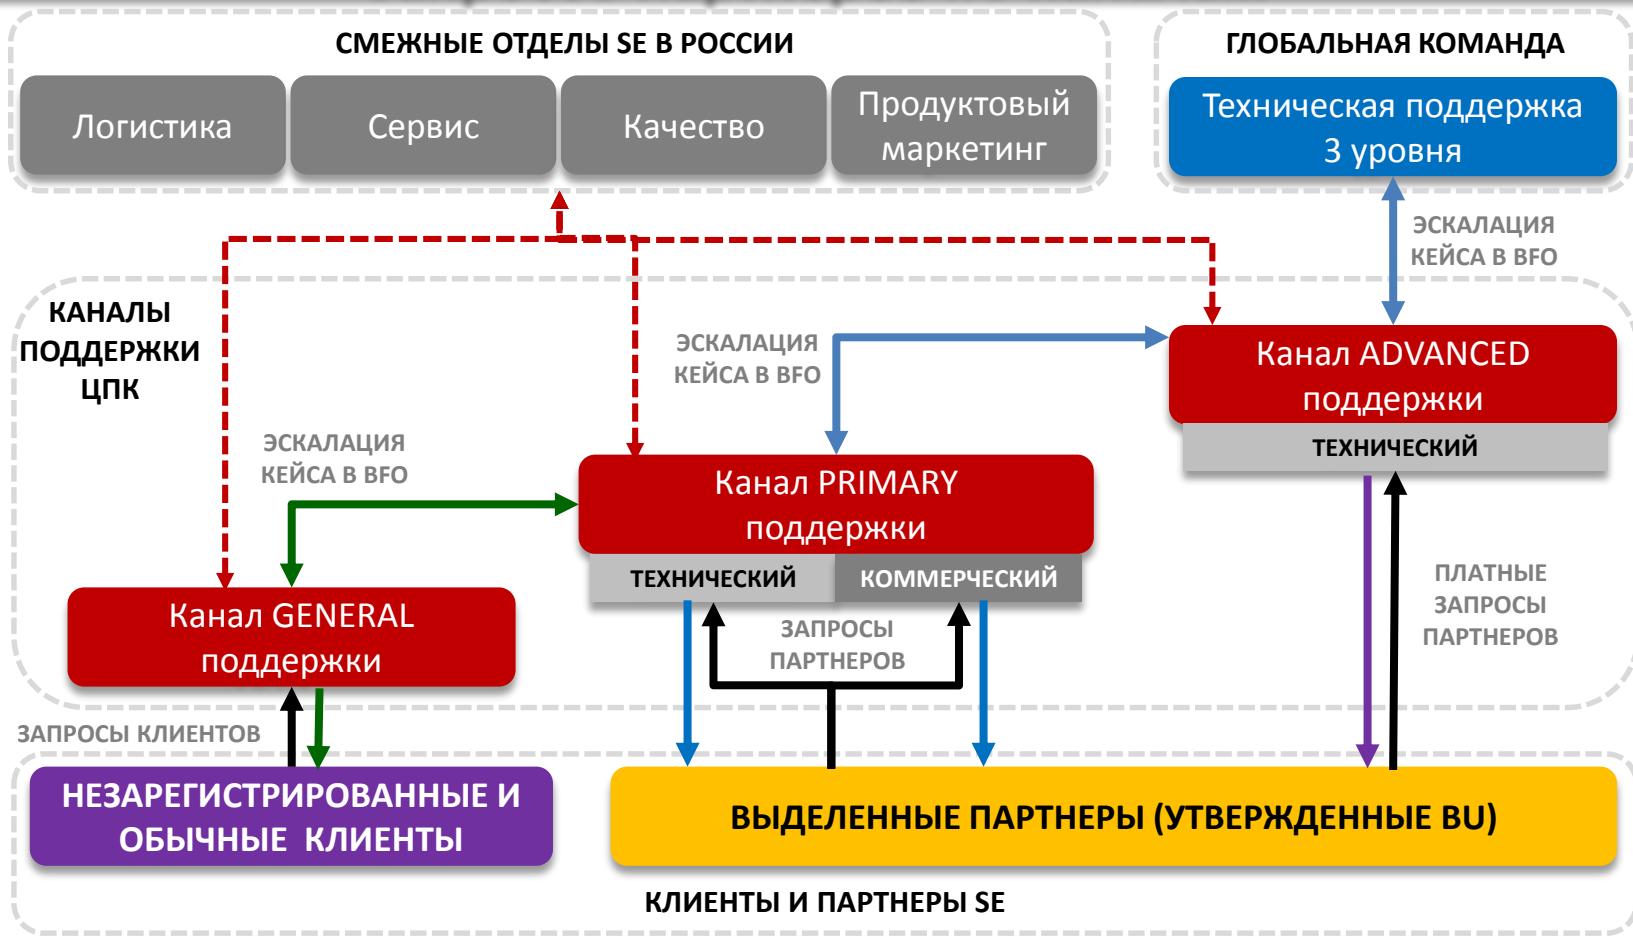 СМЕЖНЫЕ ОТДЕЛЫ SE В РОССИИ
ГЛОБАЛЬНАЯ КОМАНДА
Логистика
Сервис
Качество
Продуктовый
маркетинг
Техническая поддержка
3 уровня
ЭСКАЛАЦИЯ
КЕЙСА В BFO
КАНАЛЫ
ПОДДЕРЖКИ
ЦПК
ЭСКАЛАЦИЯ
КЕЙСА В BFO
Канал ADVANCED
поддержки
ТЕХНИЧЕСКИЙ
ЭСКАЛАЦИЯ
КЕЙСА В BFO
Канал PRIMARY
поддержки
ТЕХНИЧЕСКИЙ
КОММЕРЧЕСКИЙ
Канал GENERAL
поддержки
ЗАПРОСЫ
ПАРТНЕРОВ
ПЛАТНЫЕ
ЗАПРОСЫ
ПАРТНЕРОВ
ЗАПРОСЫ КЛИЕНТОВ
НЕЗАРЕГИСТРИРОВАННЫЕ И
ОБЫЧНЫЕ КЛИЕНТЫ
ВЫДЕЛЕННЫЕ ПАРТНЕРЫ (УТВЕРЖДЕННЫЕ BU)
КЛИЕНТЫ И ПАРТНЕРЫ SE